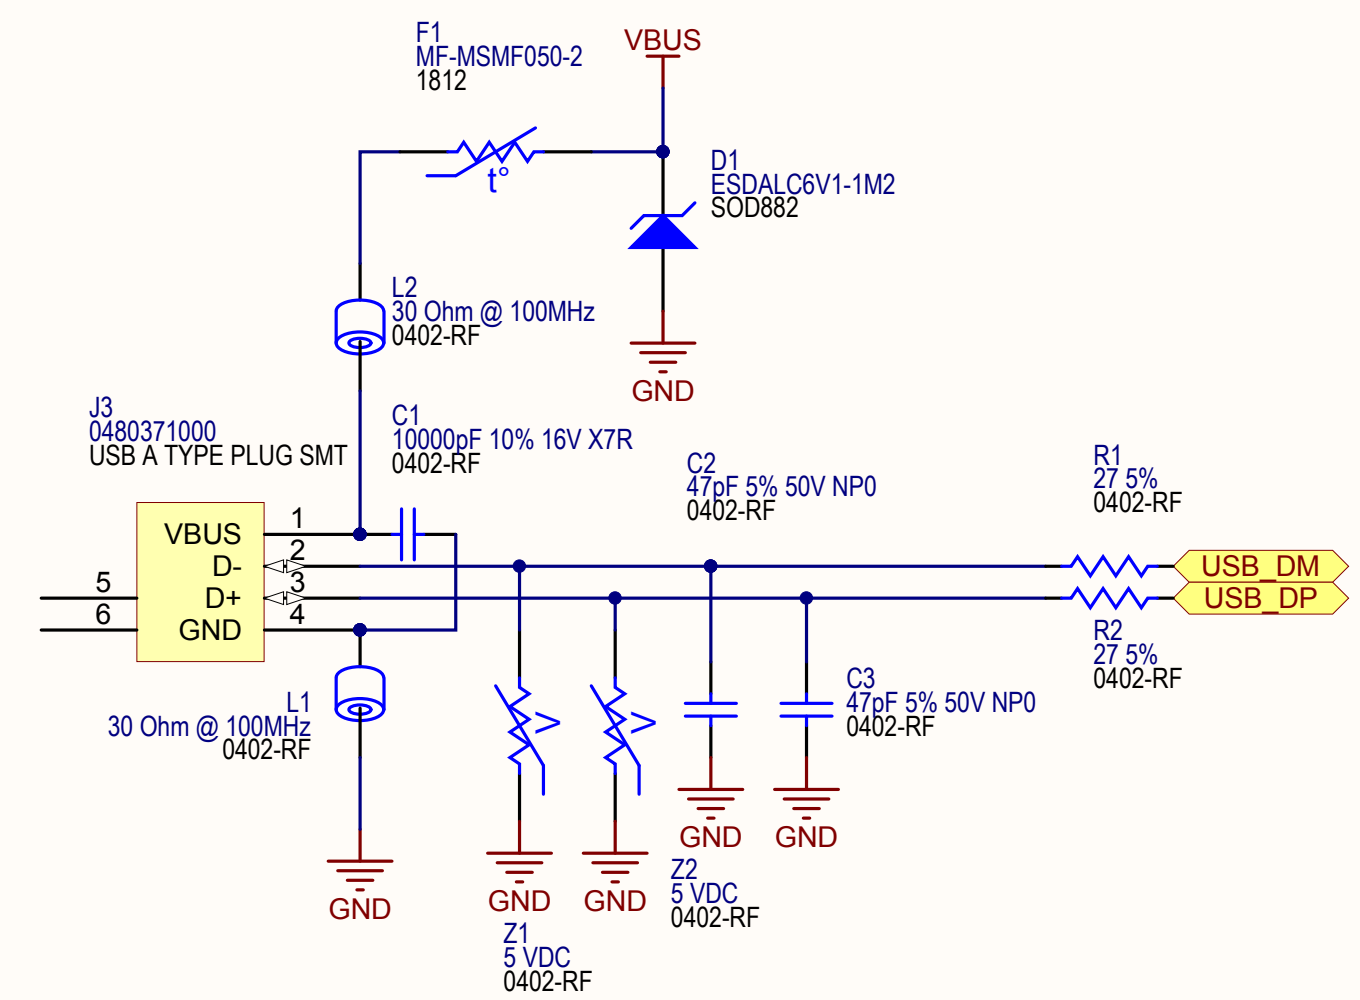 F1
MF-MSMF050-2
1812
VBUS
t°
D1
ESDALC6V1-1M2
SOD882
GND
L2
30 Ohm @ 100MHz
0402-RF
J3
0480371000
USB A TYPE PLUG SMT
C1
10000pF 10% 16V X7R
0402-RF
C2
47pF 5% 50V NP0
0402-RF
R1
27 5%
0402-RF
VBUS 1
D- 2
D+ 3
GND 4
5
6
USB_DM
USB_DP
R2
27 5%
0402-RF
L1
30 Ohm @ 100MHz
0402-RF
GND
V
V
C3
47pF 5% 50V NP0
0402-RF
GND
GND
GND
GND
Z2
5 VDC
0402-RF
Z1
5 VDC
0402-RF